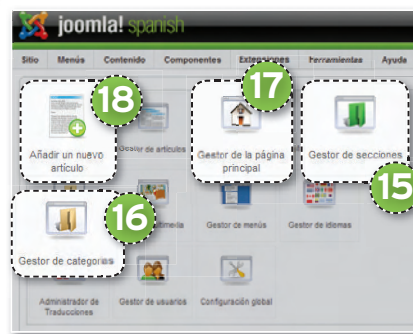 joomla! spanish
Sitio Menús Contenido Componentes Extensiones Herramientas Ayuda
18
17
Añadir un nuevo
artículo
Gestor de artículos
Gestor de la página
principal
Gestor de secciones
15
16
Gestor de menús
Gestor de idiomas
Gestor de categorías
Administrador de
Traducciones
Gestor de usuarios
Configuración global